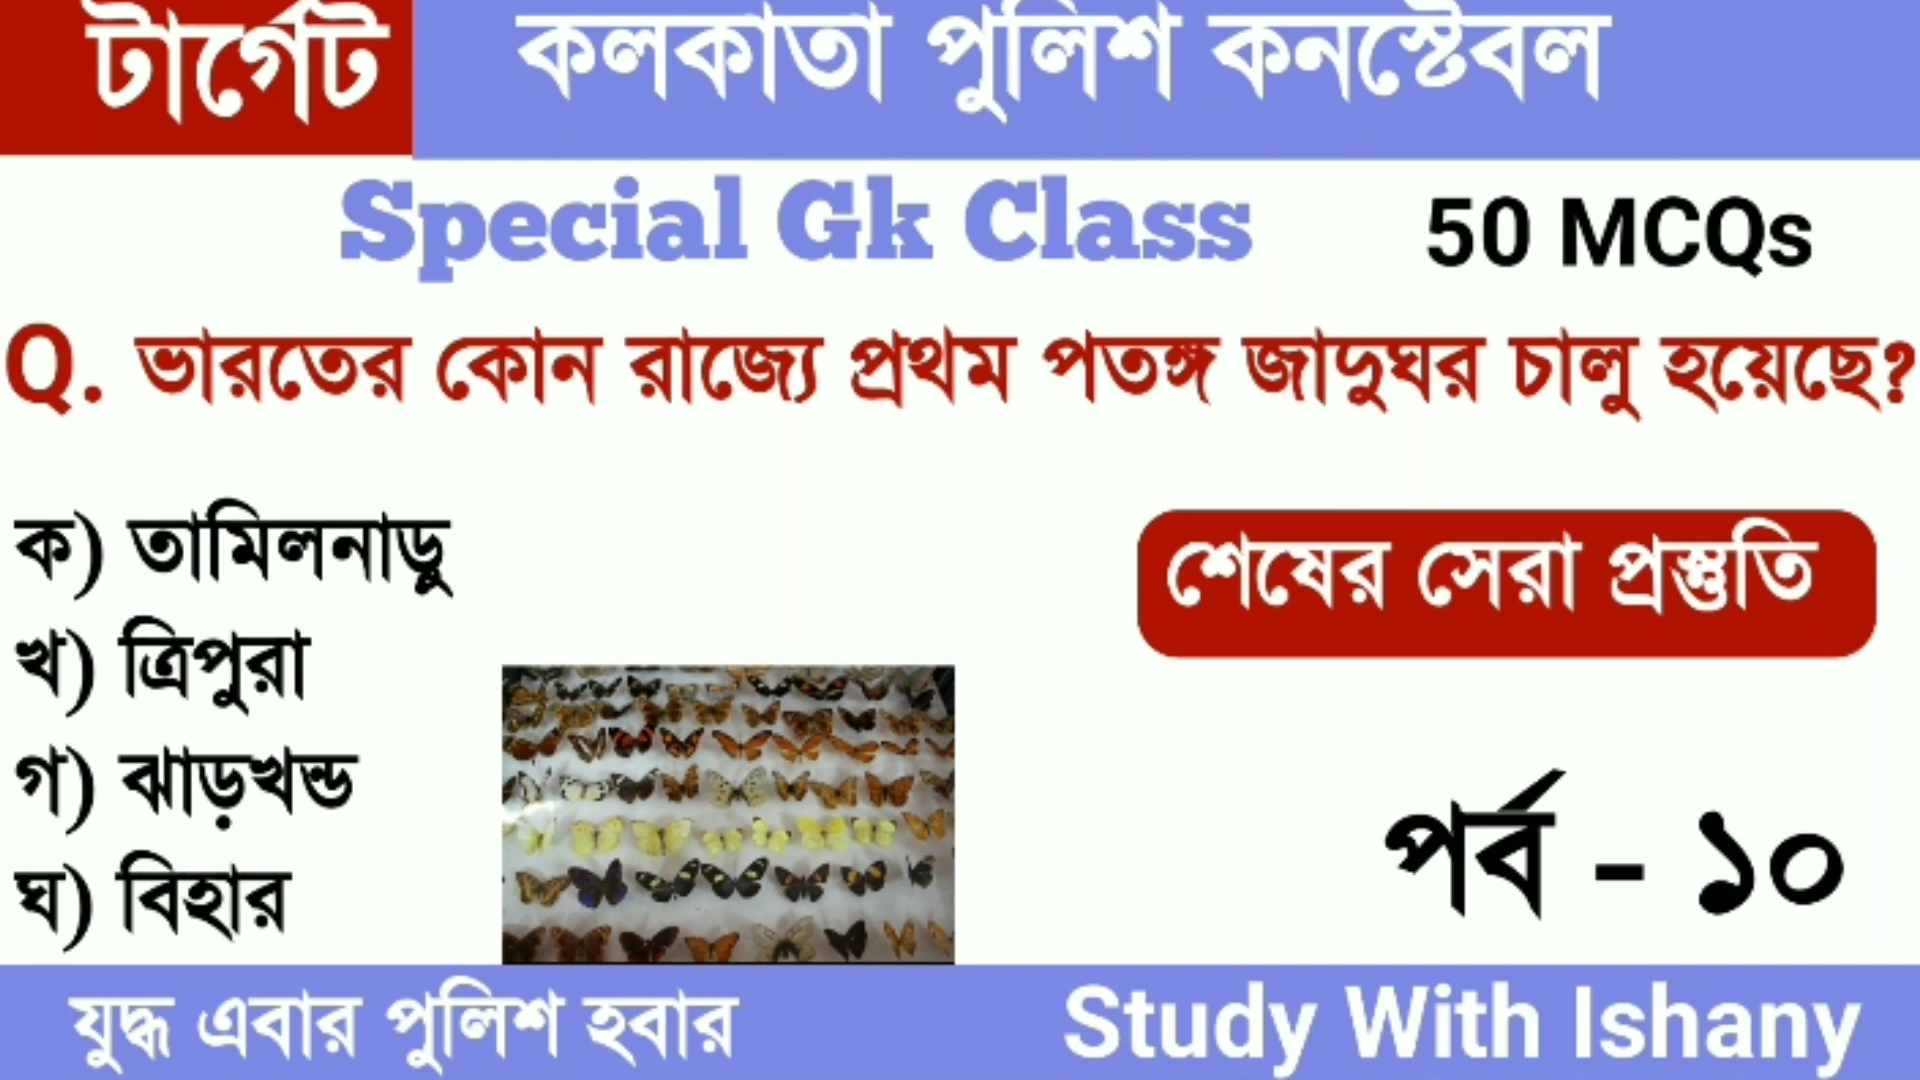 টার্গেট কলকাতা পুলিশ কনস্টেবল
Special Gk Class 50 MCQs
Q. ভারতের কোন রাজ্যে প্রথম পতঙ্গ জাদুঘর চালু হয়েছে?
ক) তামিলনাড়ু
শেষের সেরা প্রস্তুতি
খ) ত্রিপুরা
গ) ঝাড়খন্ড
ঘ) বিহার
পর্ব - ১০
যুদ্ধ এবার পুলিশ হবার Study With Ishany